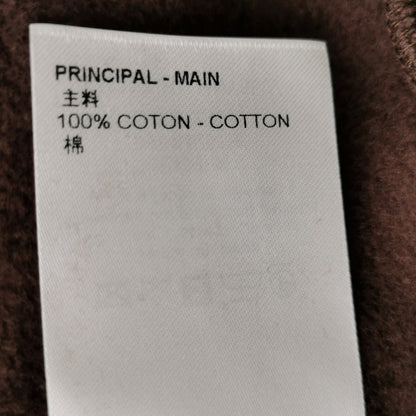 PRINCIPAL - MAIN
主料
100% COTON - COTTON
棉